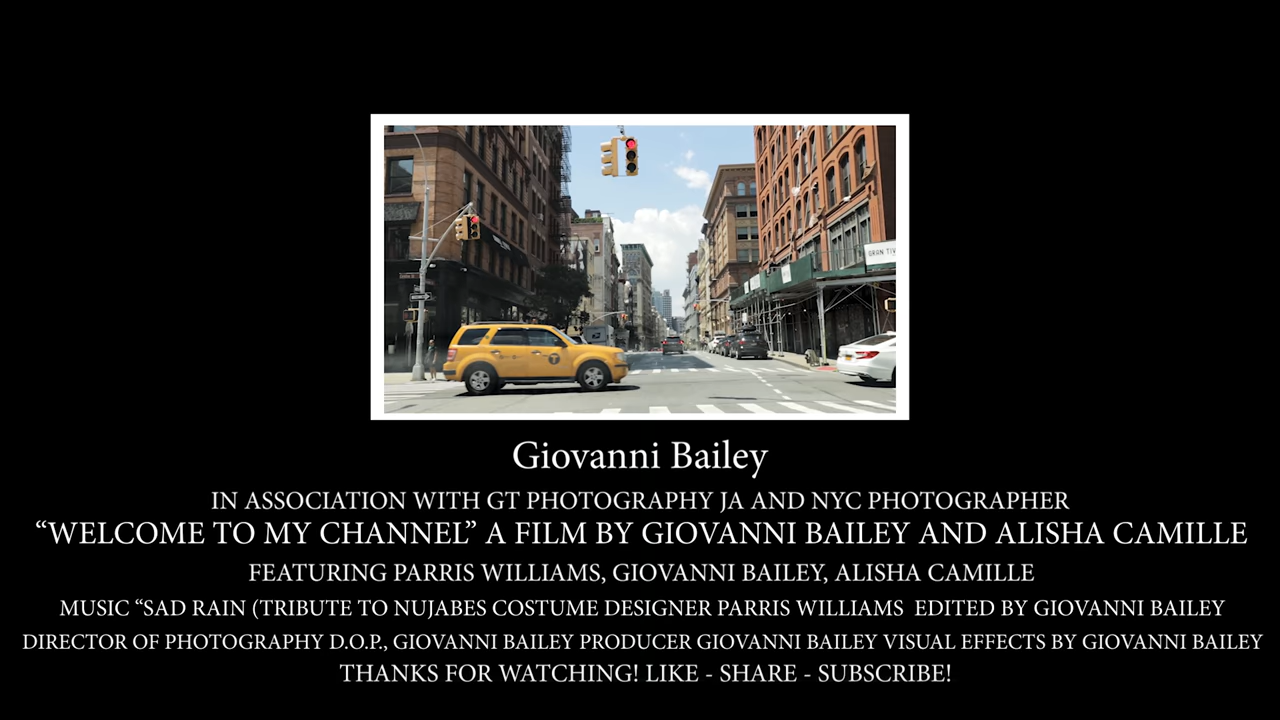 GRAN TIV
T
Giovanni Bailey
IN ASSOCIATION WITH GT PHOTOGRAPHY JA AND NYC PHOTOGRAPHER
“WELCOME TO MY CHANNEL” A FILM BY GIOVANNI BAILEY AND ALISHA CAMILLE
FEATURING PARRIS WILLIAMS, GIOVANNI BAILEY, ALISHA CAMILLE
MUSIC “SAD RAIN (TRIBUTE TO NUJABES COSTUME DESIGNER PARRIS WILLIAMS  EDITED BY GIOVANNI BAILEY
DIRECTOR OF PHOTOGRAPHY D.O.P., GIOVANNI BAILEY PRODUCER GIOVANNI BAILEY VISUAL EFFECTS BY GIOVANNI BAILEY
THANKS FOR WATCHING! LIKE - SHARE - SUBSCRIBE!